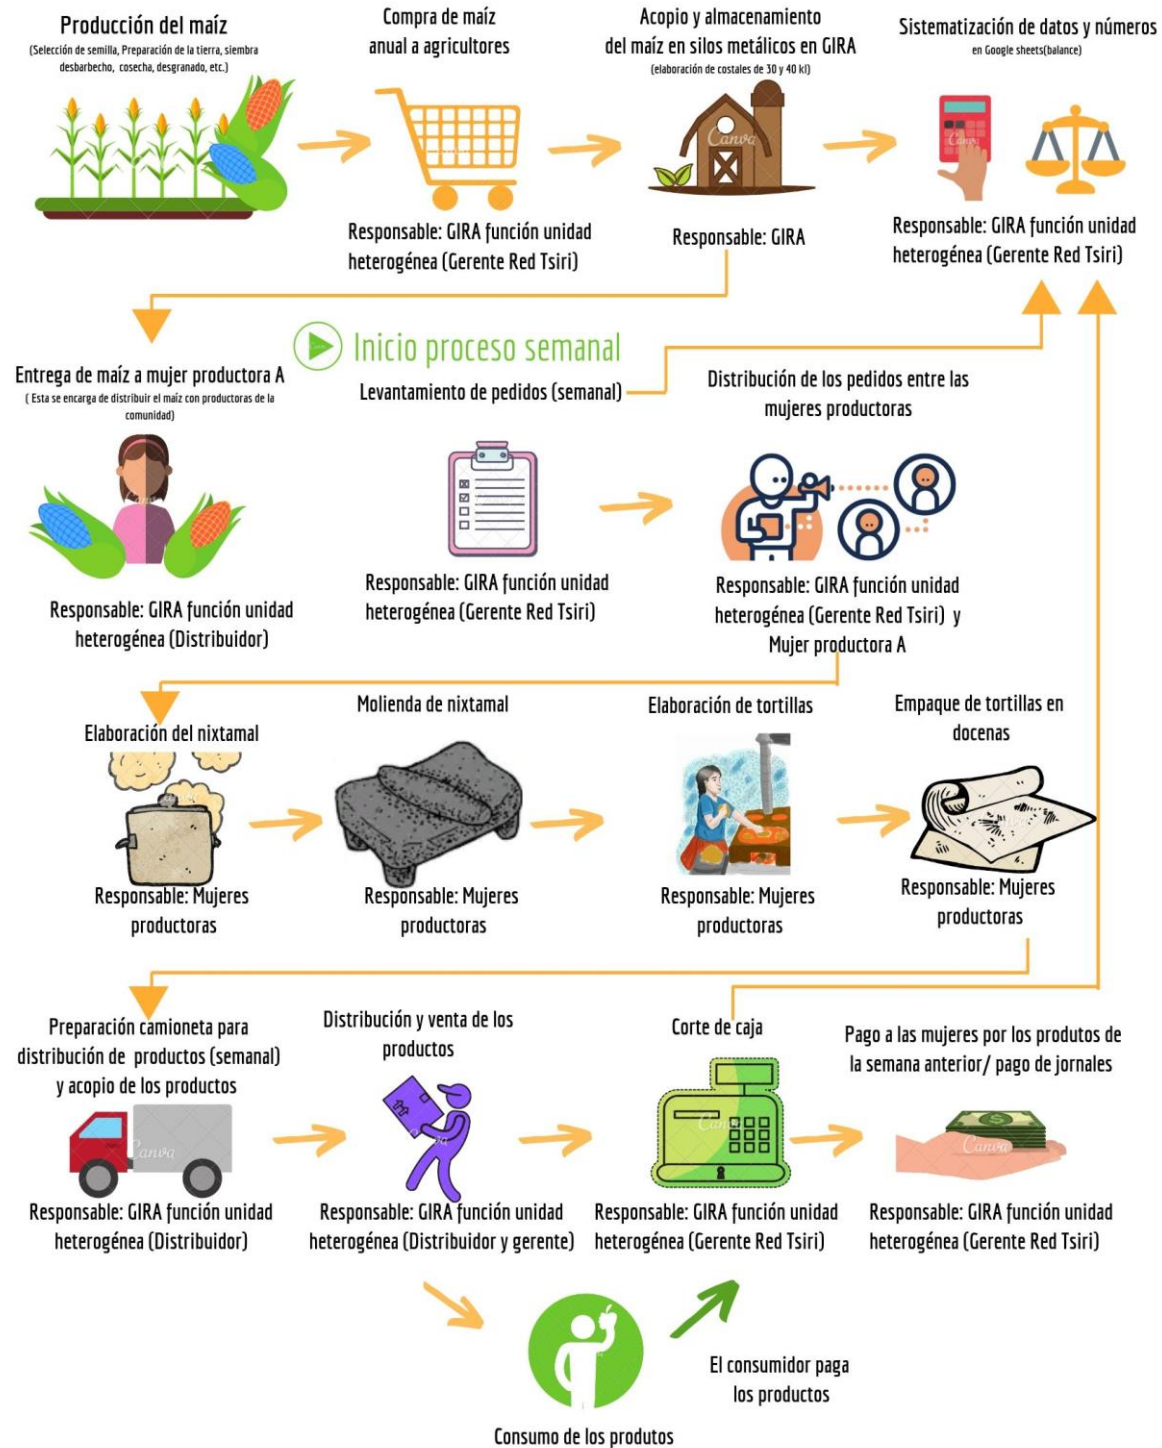 Producción del maíz
(Selección de semilla, Preparación de la tierra, siembra
desbarbecho, cosecha, desgranado, etc.)
Compra de maíz
anual a agricultores
Acopio y almacenamiento
del maíz en silos metálicos en GIRA
(elaboración de costales de 30 y 40 kl)
Sistematización de datos y números
en Google sheets(balance)
Canva
Canva
Responsable: GIRA función unidad
heterogénea (Gerente Red Tsiri)
Responsable: GIRA
Responsable: GIRA función unidad
heterogénea (Gerente Red Tsiri)
Inicio proceso semanal
Entrega de maíz a mujer productora A
( Esta se encarga de distribuir el maíz con productoras de la
comunidad)
Levantamiento de pedidos (semanal)
Distribución de los pedidos entre las
mujeres productoras
Canva
Responsable: GIRA función unidad
heterogénea (Distribuidor)
Responsable: GIRA función unidad
heterogénea (Gerente Red Tsiri)
Responsable: GIRA función unidad
heterogénea (Gerente Red Tsiri) y
Mujer productora A
Elaboración del nixtamal
Molienda de nixtamal
Elaboración de tortillas
Empaque de tortillas en
docenas
Responsable: Mujeres
productoras
Responsable: Mujeres
productoras
Responsable: Mujeres
productoras
Responsable: Mujeres
productoras
Preparación camioneta para
distribución de productos (semanal)
y acopio de los productos
Distribución y venta de los
productos
Corte de caja
Pago a las mujeres por los produtos de
la semana anterior/ pago de jornales
Canva
Canva
Canva
Responsable: GIRA función unidad
heterogénea (Distribuidor)
Responsable: GIRA función unidad
heterogénea (Distribuidor y gerente)
Responsable: GIRA función unidad
heterogénea (Gerente Red Tsiri)
Responsable: GIRA función unidad
heterogénea (Gerente Red Tsiri)
El consumidor paga
los productos
Consumo de los produtos